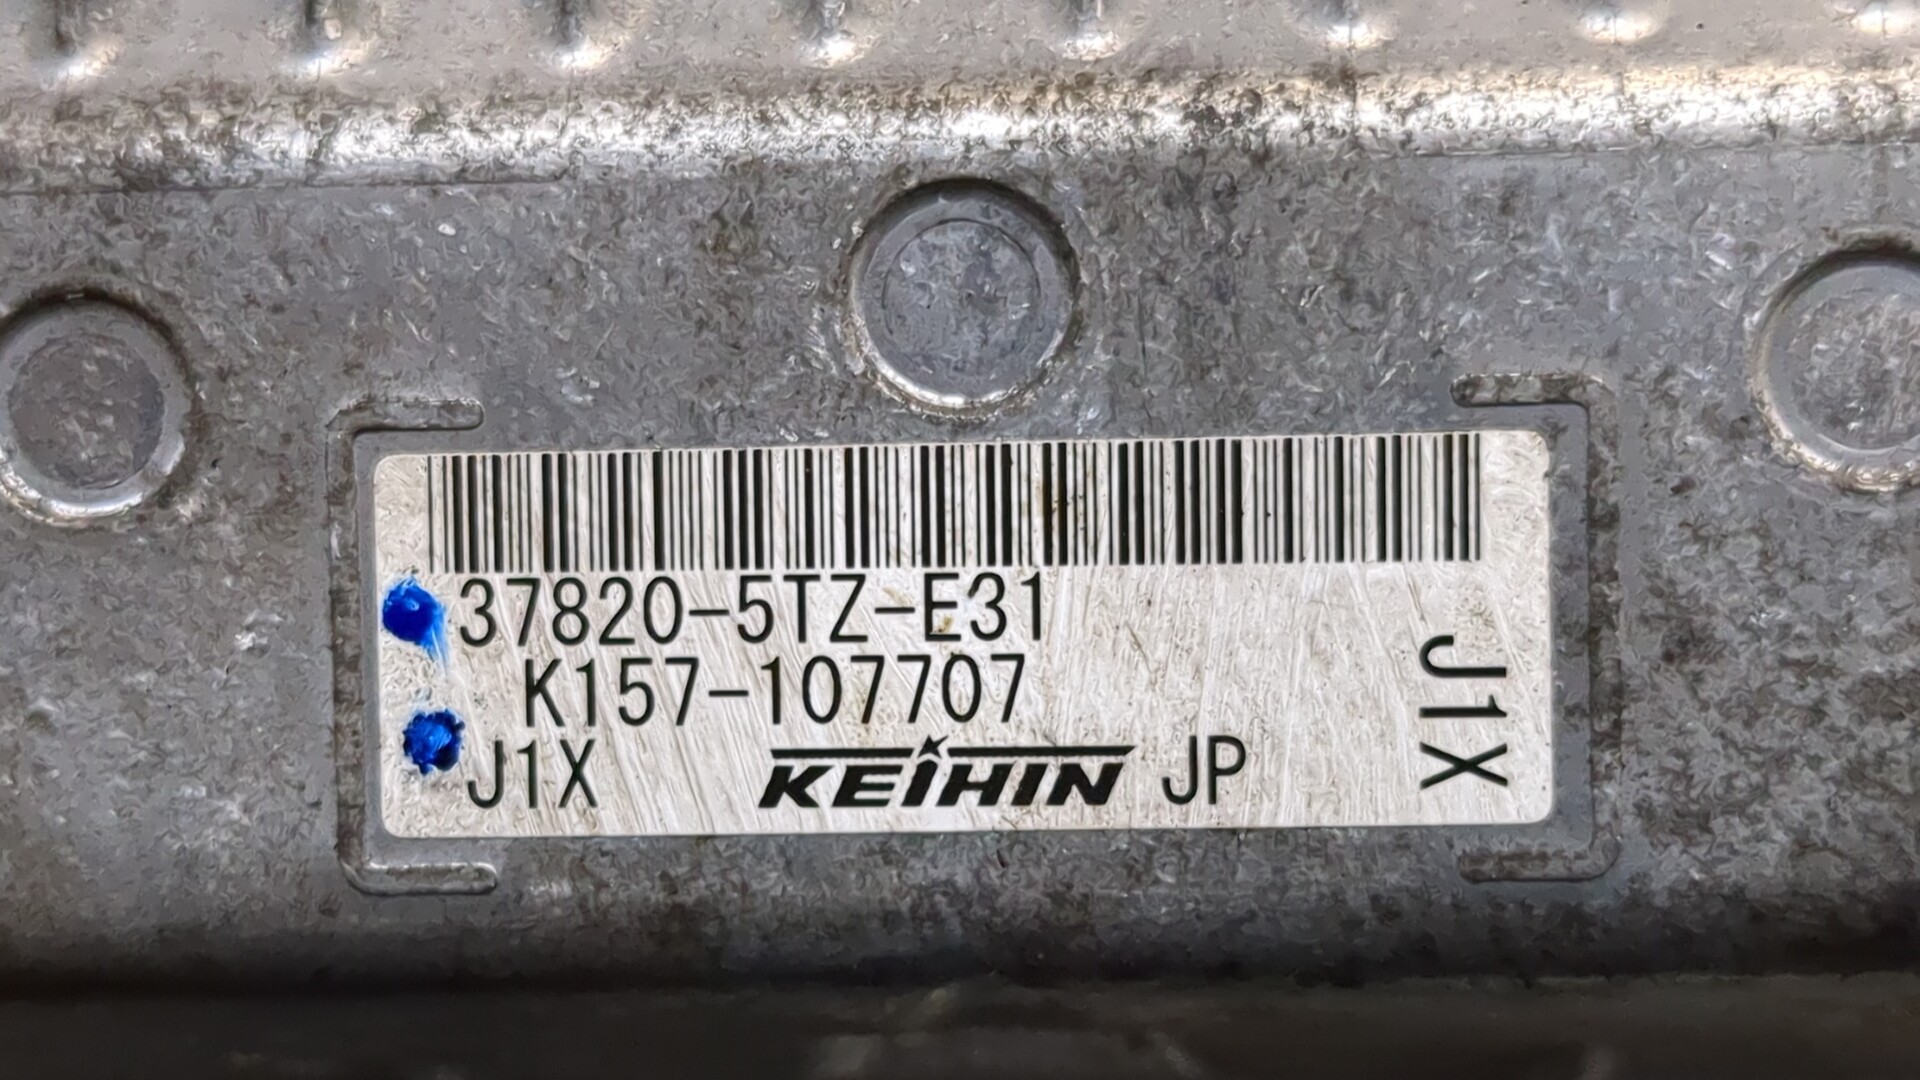 37820-5TZ-E31
K157-107707
J1X KEIHIN JP
J1X